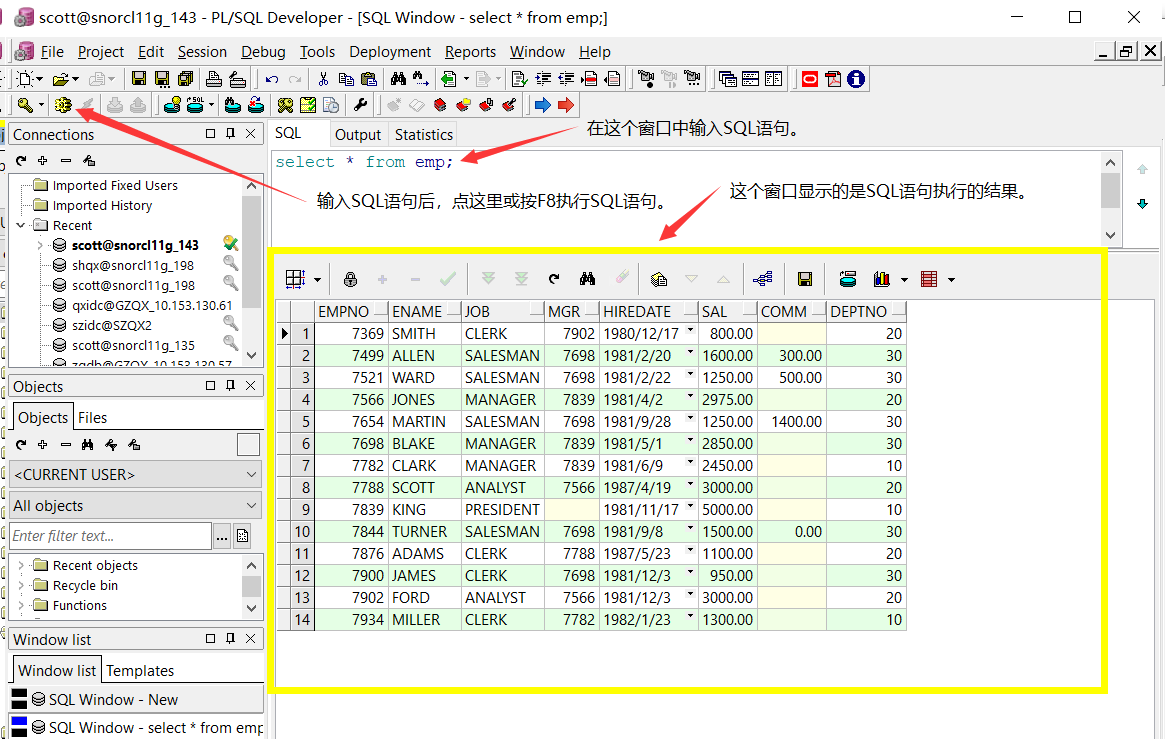 scott@snorcl11g_143 - PL/SQL Developer - [SQL Window - select * from emp;]
File Project Edit Session Debug Tools Deployment Reports Window Help
Connections
SQL Output Statistics
在这个窗口中输入SQL语句。
select * from emp;
输入SQL语句后，点这里或按F8执行SQL语句。
这个窗口显示的是SQL语句执行的结果。
Imported Fixed Users
Imported History
Recent
scott@snorcl11g_143
shqx@snorcl11g_198
scott@snorcl11g_198
qxidc@GZQX_10.153.130.61
szidc@SZQX2
scott@snorcl11g_135
zqdb@GZQX_10.153.130.57
Objects
Objects Files
<CURRENT USER>
All objects
Enter filter text... ...
Recent objects
Recycle bin
Functions
Window list
Window list Templates
SQL Window - New
SQL Window - select * from emp
EMPNO ENAME JOB MGR HIREDATE SAL COMM DEPTNO
1 7369 SMITH CLERK 7902 1980/12/17 800.00 20
2 7499 ALLEN SALESMAN 7698 1981/2/20 1600.00 300.00 30
3 7521 WARD SALESMAN 7698 1981/2/22 1250.00 500.00 30
4 7566 JONES MANAGER 7839 1981/4/2 2975.00 20
5 7654 MARTIN SALESMAN 7698 1981/9/28 1250.00 1400.00 30
6 7698 BLAKE MANAGER 7839 1981/5/1 2850.00 30
7 7782 CLARK MANAGER 7839 1981/6/9 2450.00 10
8 7788 SCOTT ANALYST 7566 1987/4/19 3000.00 20
9 7839 KING PRESIDENT 1981/11/17 5000.00 10
10 7844 TURNER SALESMAN 7698 1981/9/8 1500.00 0.00 30
11 7876 ADAMS CLERK 7788 1987/5/23 1100.00 20
12 7900 JAMES CLERK 7698 1981/12/3 950.00 30
13 7902 FORD ANALYST 7566 1981/12/3 3000.00 20
14 7934 MILLER CLERK 7782 1982/1/23 1300.00 10